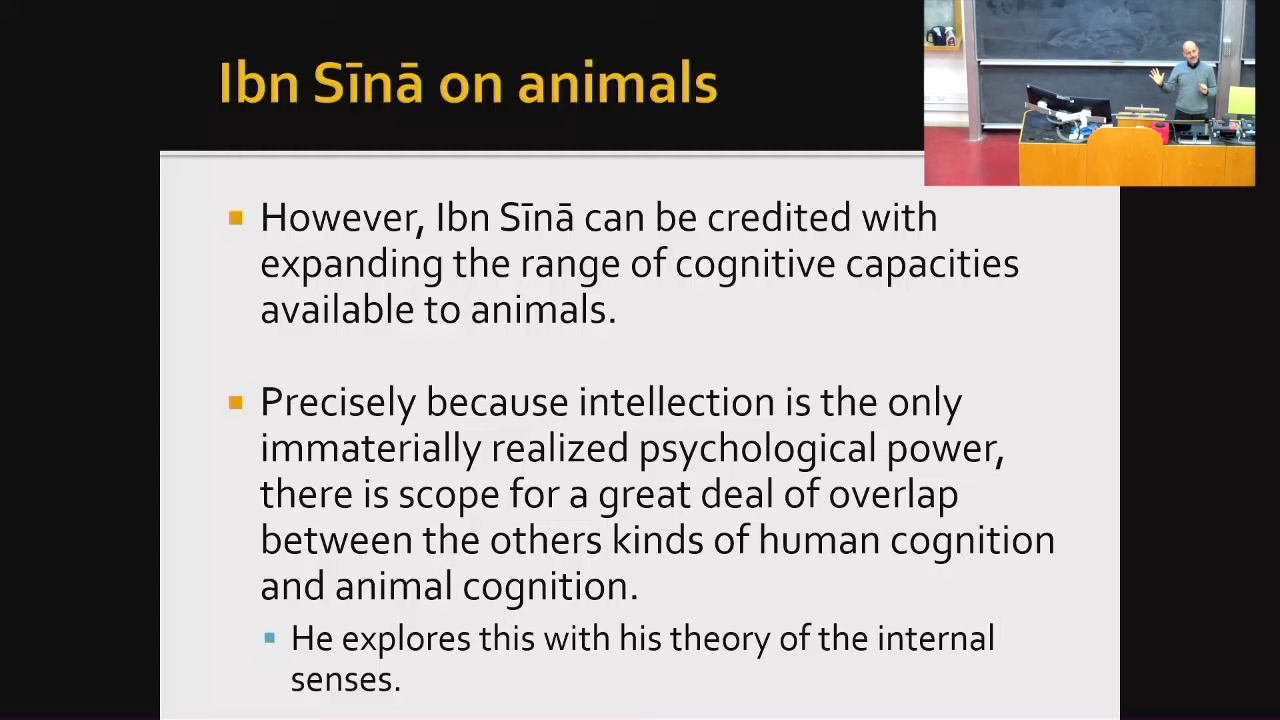 Ibn Sīnā on animals
However, Ibn Sīnā can be credited with
expanding the range of cognitive capacities
available to animals.
Precisely because intellection is the only
immaterially realized psychological power,
there is scope for a great deal of overlap
between the others kinds of human cognition
and animal cognition.
He explores this with his theory of the internal
senses.